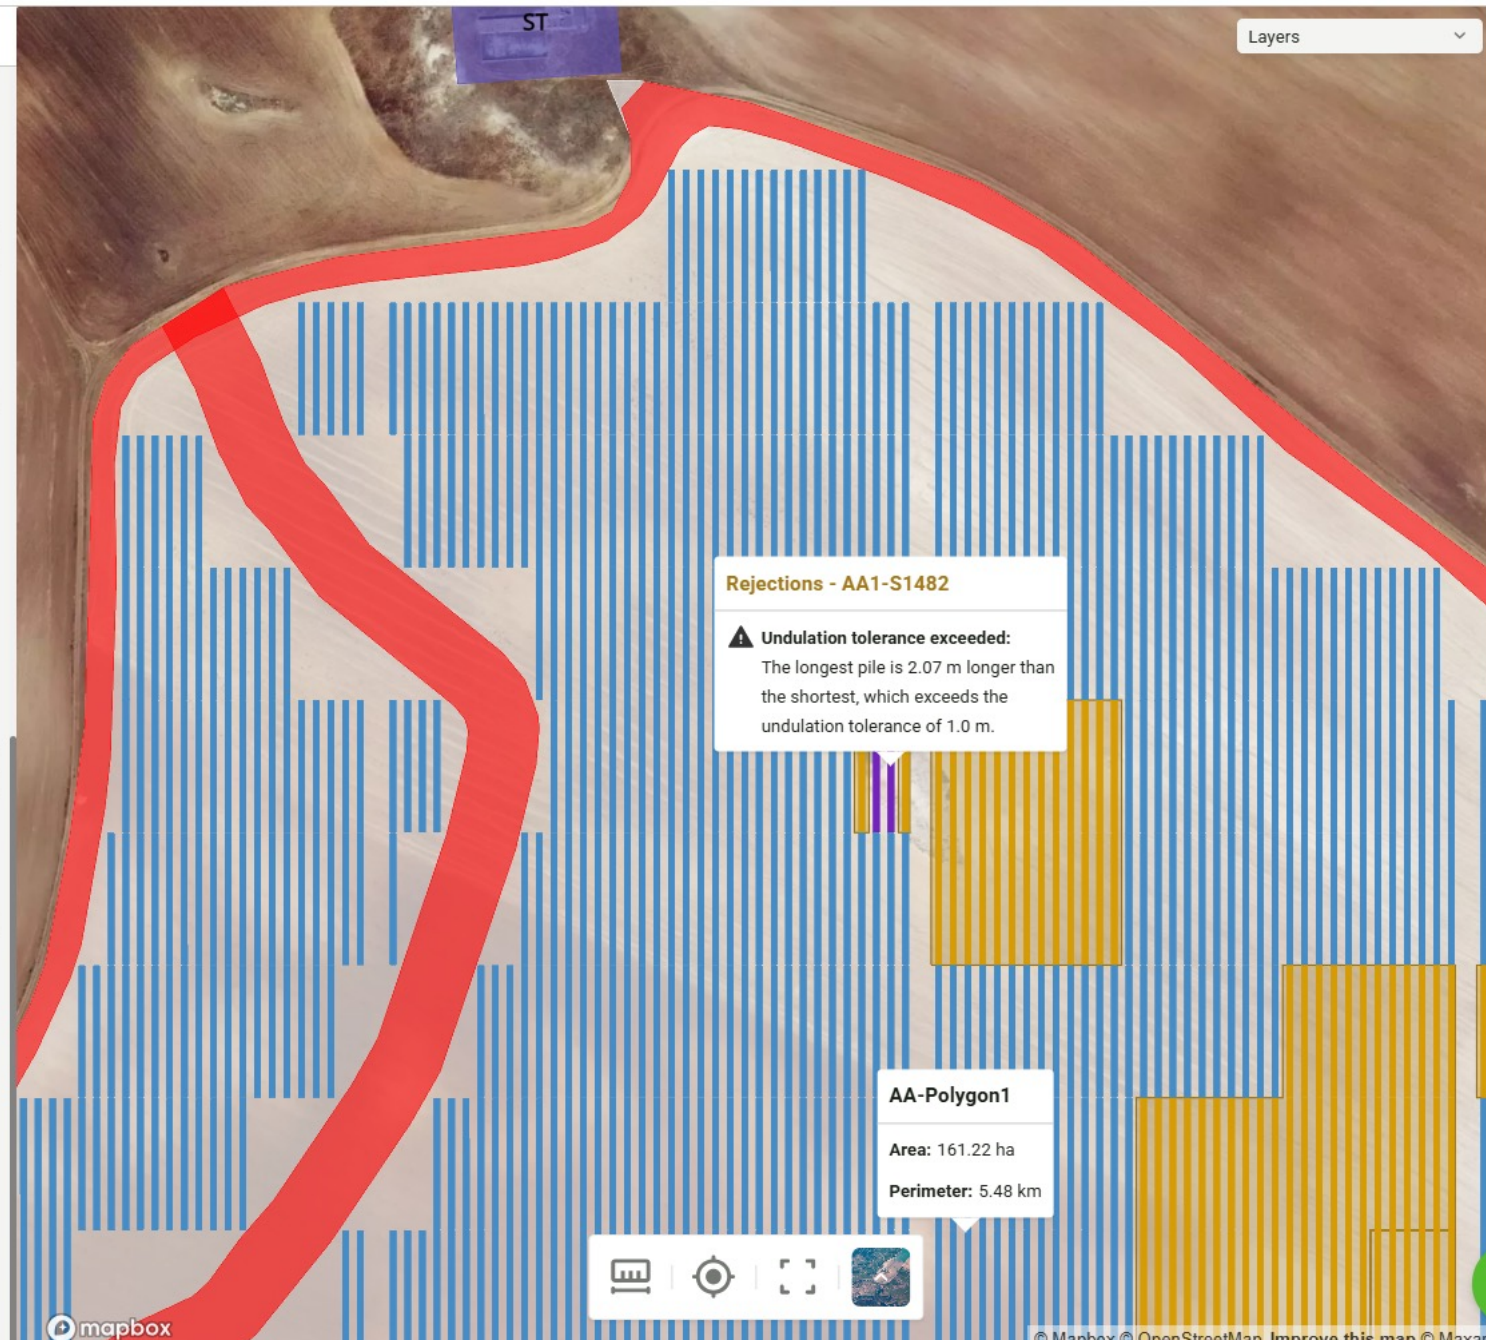 ST
Layers
Rejections - AA1-S1482
Undulation tolerance exceeded:
The longest pile is 2.07 m longer than
the shortest, which exceeds the
undulation tolerance of 1.0 m.
AA-Polygon1
Area: 161.22 ha
Perimeter: 5.48 km
mapbox
© Mapbox © OpenStreetMap Improve this map ©